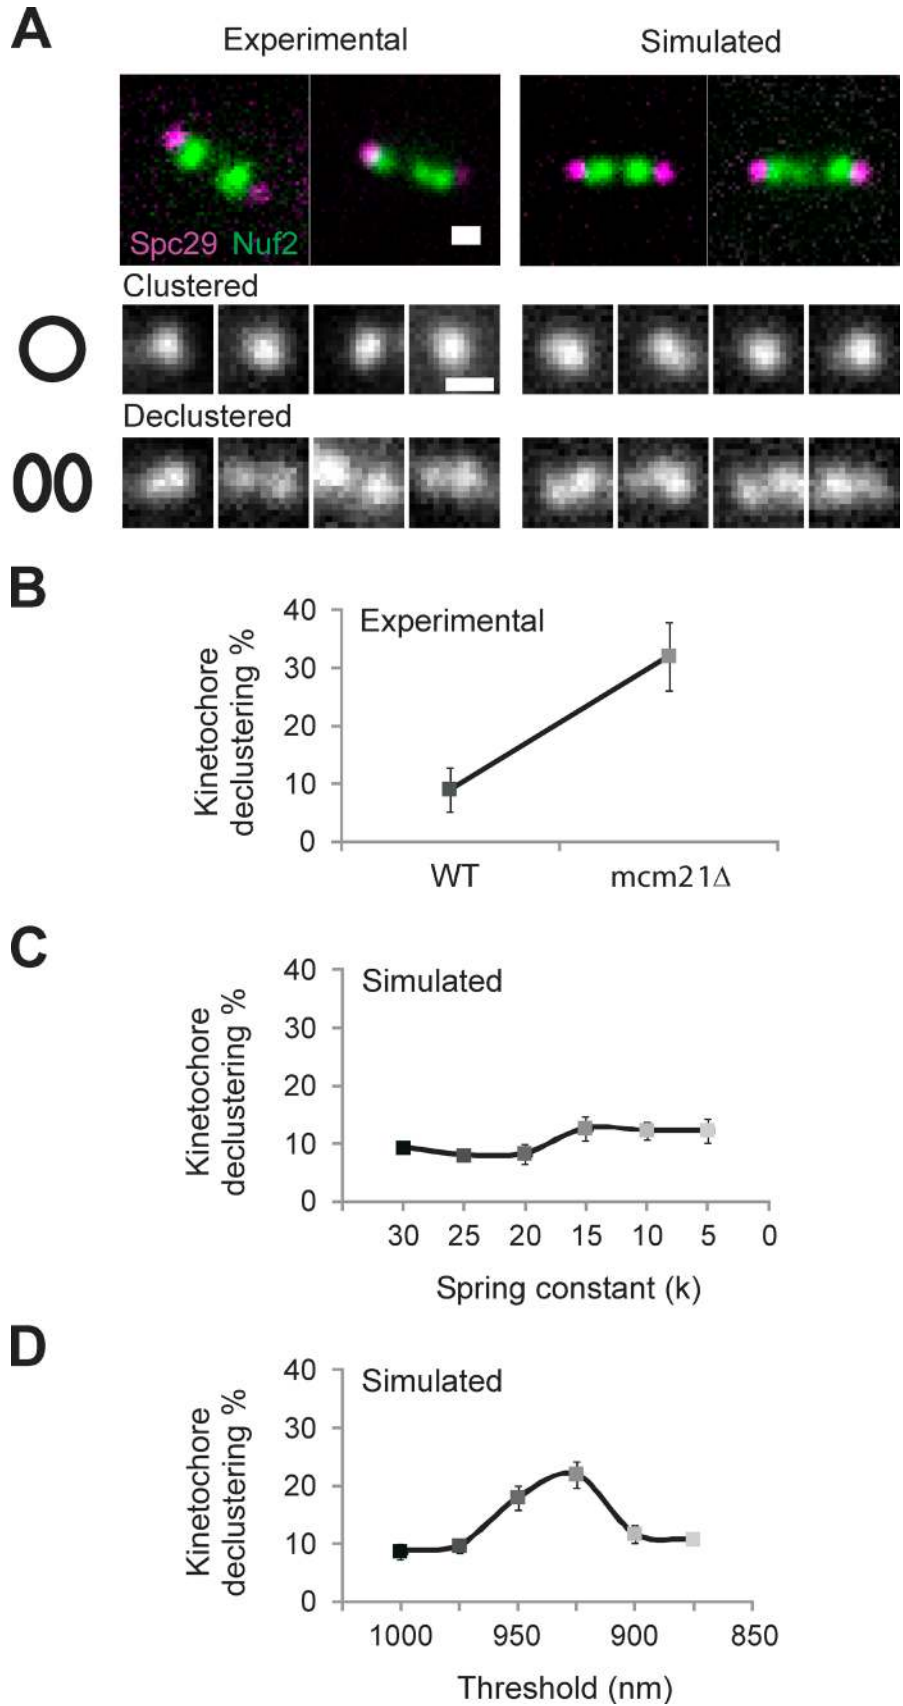 A
Experimental
Simulated
Spc29 Nuf2
Clustered
Declustered
B
Kinetochore
declustering %
40
30
20
10
0
Experimental
WT
mcm21Δ
C
Kinetochore
declustering %
40
30
20
10
0
Simulated
30 25 20 15 10 5 0
Spring constant (k)
D
Kinetochore
declustering %
40
30
20
10
0
Simulated
1000 950 900 850
Threshold (nm)